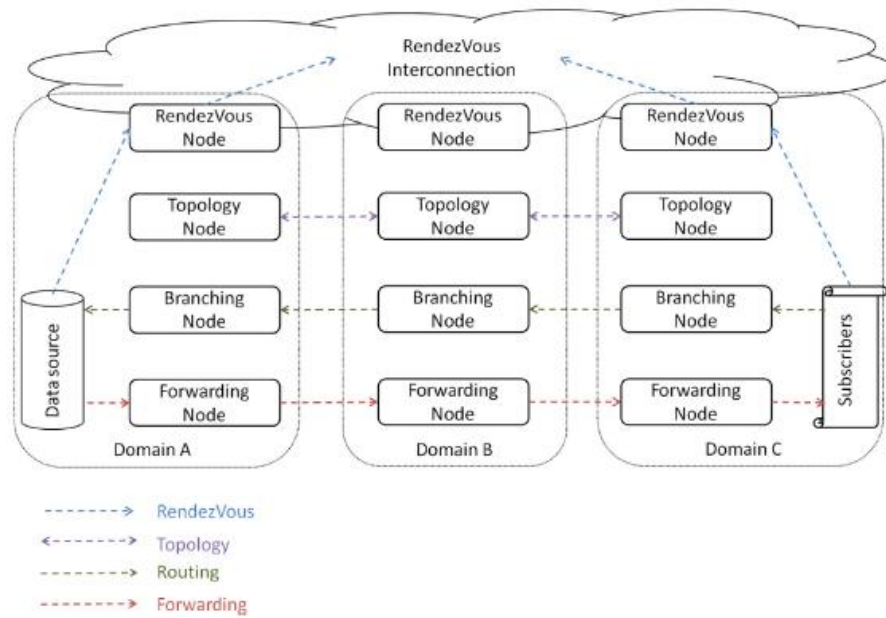 RendezVous
Interconnection
RendezVous
Node
RendezVous
Node
RendezVous
Node
Topology
Node
Topology
Node
Topology
Node
Data source
Branching
Node
Branching
Node
Branching
Node
Subscribers
Forwarding
Node
Forwarding
Node
Forwarding
Node
Domain A
Domain B
Domain C
RendezVous
Topology
Routing
Forwarding